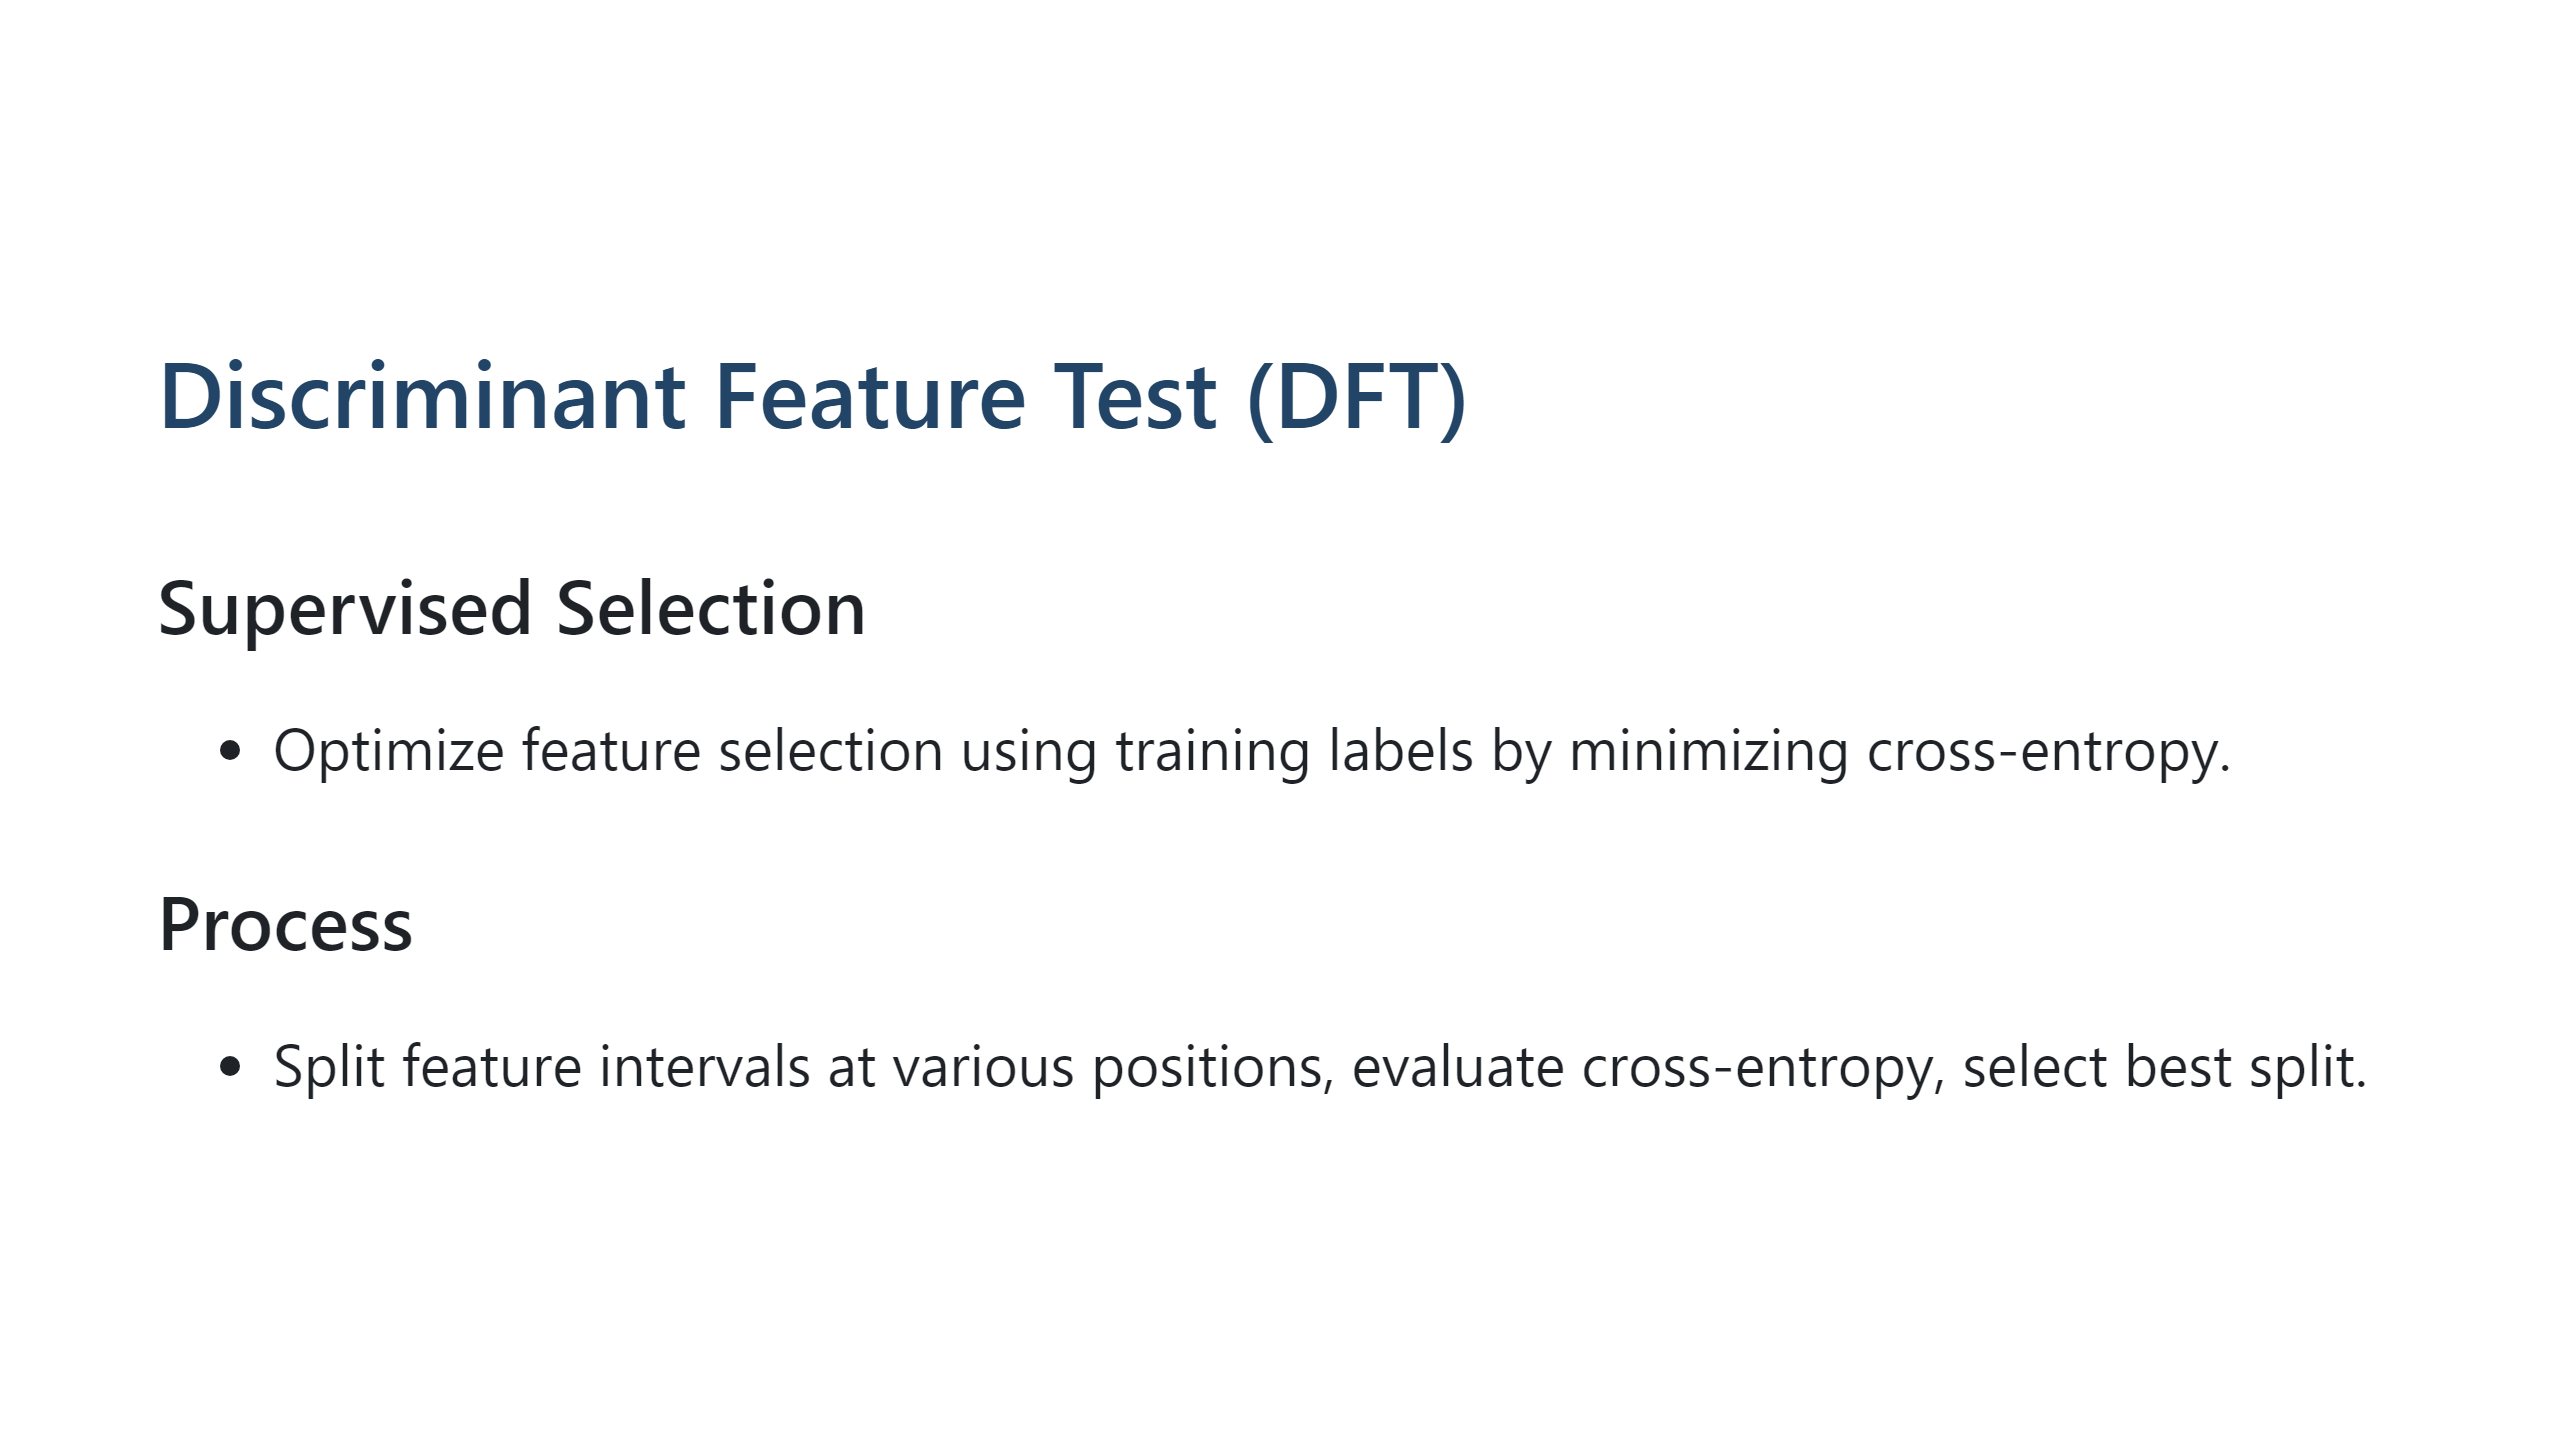 Discriminant Feature Test (DFT)
Supervised Selection
• Optimize feature selection using training labels by minimizing cross-entropy.
Process
• Split feature intervals at various positions, evaluate cross-entropy, select best split.